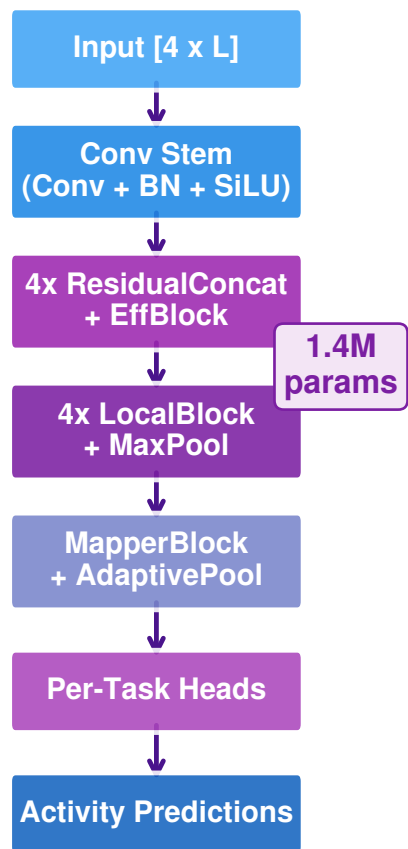 Input [4 x L]
Conv Stem
(Conv + BN + SiLU)
4x ResidualConcat
+ EffBlock
1.4M
params
4x LocalBlock
+ MaxPool
MapperBlock
+ AdaptivePool
Per-Task Heads
Activity Predictions